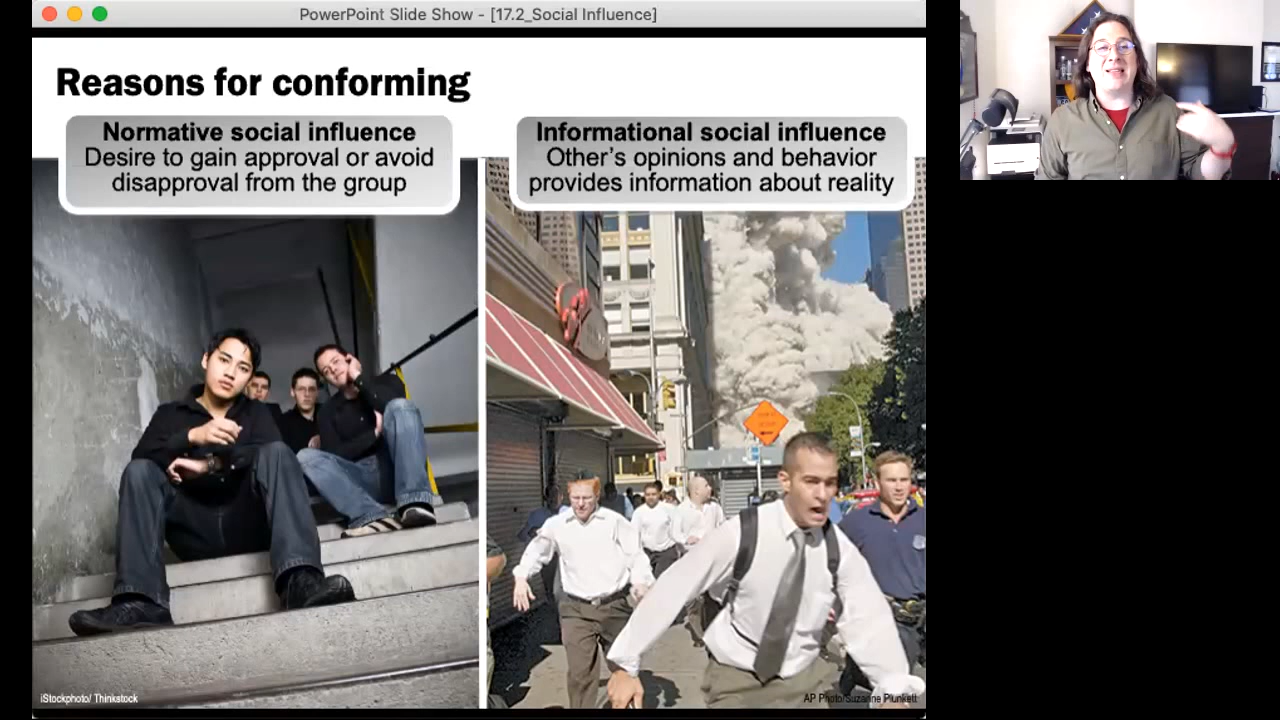 PowerPoint Slide Show - [17.2_Social Influence]
Reasons for conforming
Normative social influence
Desire to gain approval or avoid
disapproval from the group
Informational social influence
Other's opinions and behavior
provides information about reality
iStockphoto/ Thinkstock
AP Photo/Suzanne Plunkett